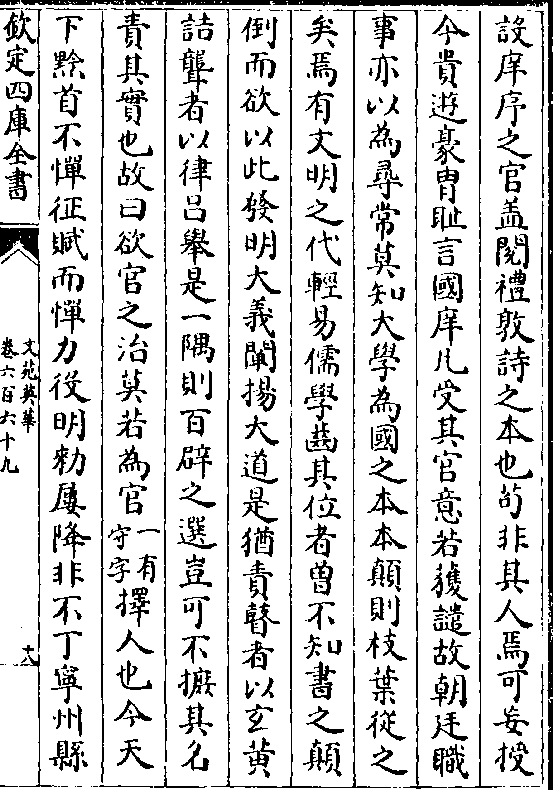 設庠序之官盖閱禮敦詩之本也茍非其人焉可妄授
今貴遊豪胄恥言國庠凡受其官意若獲譴故朝廷職
事亦以為尋常莫知大學為國之本本顛則枝葉從之
矣焉有文明之代輕易儒學齒其位者曽不知書之顛
倒而欲以此發明大義闡揚大道是猶責瞽者以玄黄
詰聾者以律吕舉是一隅則百辟之選豈可不摭其名
責其實也故曰欲官之治莫若為官一有守字擇人也今天
下黔首不憚征賦而憚力役明勑屢降非不丁寧州縣
欽定四庫全書
文苑英華
卷六百六十九
十八